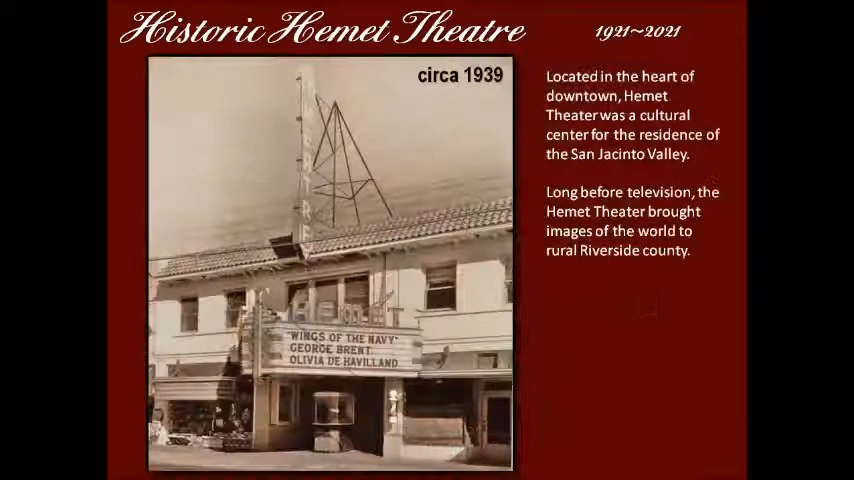 Historic Hemet Theatre
1921~2021
circa 1939
Located in the heart of
downtown, Hemet
Theater was a cultural
center for the residence of
the San Jacinto Valley.
Long before television, the
Hemet Theater brought
images of the world to
rural Riverside county.
THEATRE
HEMET
"WINGS OF THE NAVY"
GEORGE BRENT
OLIVIA DE HAVILLAND